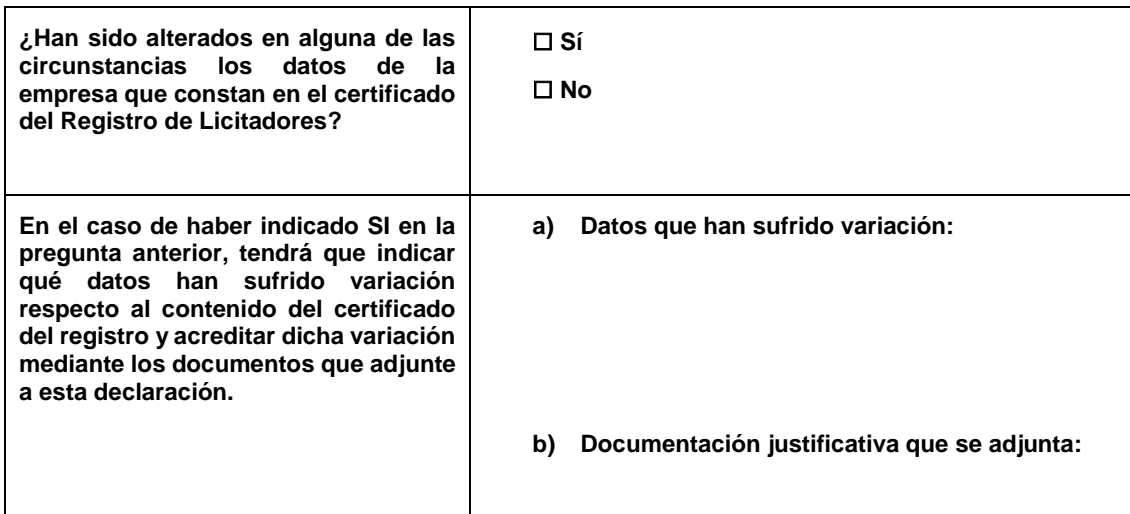 ¿Han sido alterados en alguna de las
circunstancias los datos de la
empresa que constan en el certificado
del Registro de Licitadores?
☐ Sí
☐ No
En el caso de haber indicado SI en la
pregunta anterior, tendrá que indicar
qué datos han sufrido variación
respecto al contenido del certificado
del registro y acreditar dicha variación
mediante los documentos que adjunte
a esta declaración.
a) Datos que han sufrido variación:
b) Documentación justificativa que se adjunta: